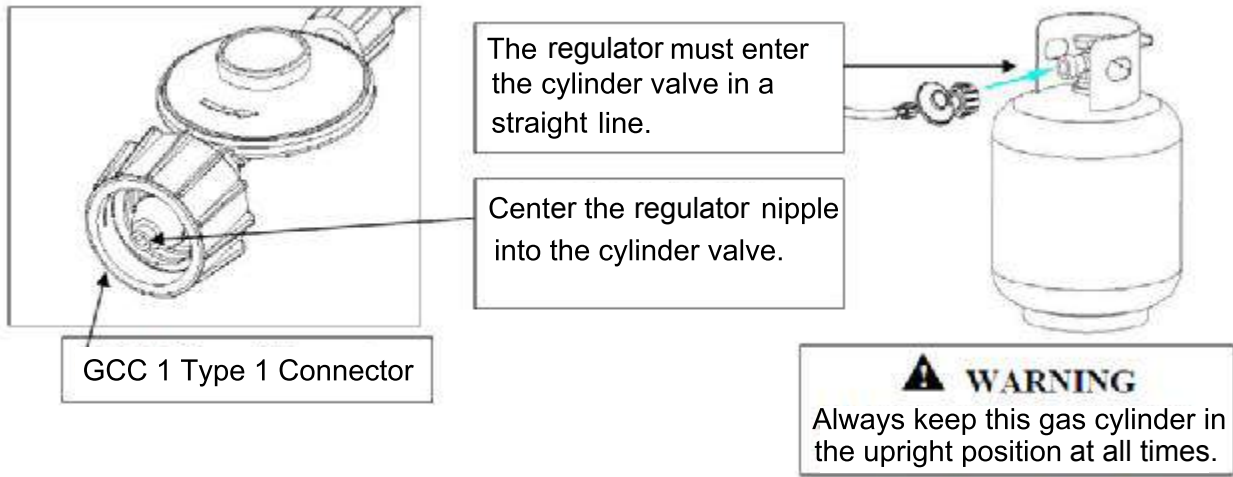 The regulator must enter
the cylinder valve in a
straight line.
Center the regulator nipple
into the cylinder valve.
GCC 1 Type 1 Connector
WARNING
Always keep this gas cylinder in
the upright position at all times.